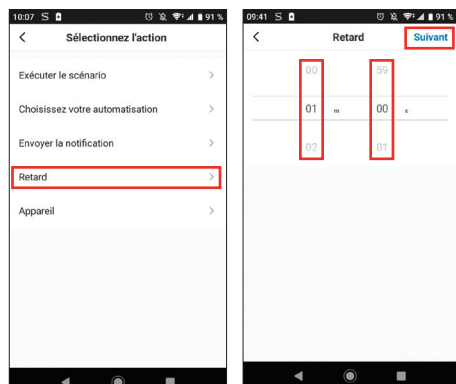 10:07 S 91 %
Sélectionnez l'action
Exécuter le scénario
Choisissez votre automatisation
Envoyer la notification
Retard
Appareil
09:41 S 91 %
Retard Suivant
00 59
01 m 00 s
02 01